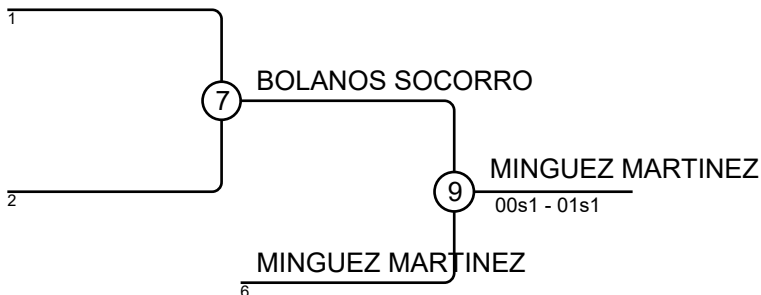 1
7
BOLANOS SOCORRO
2
9
MINGUEZ MARTINEZ
00s1 - 01s1
MINGUEZ MARTINEZ
6